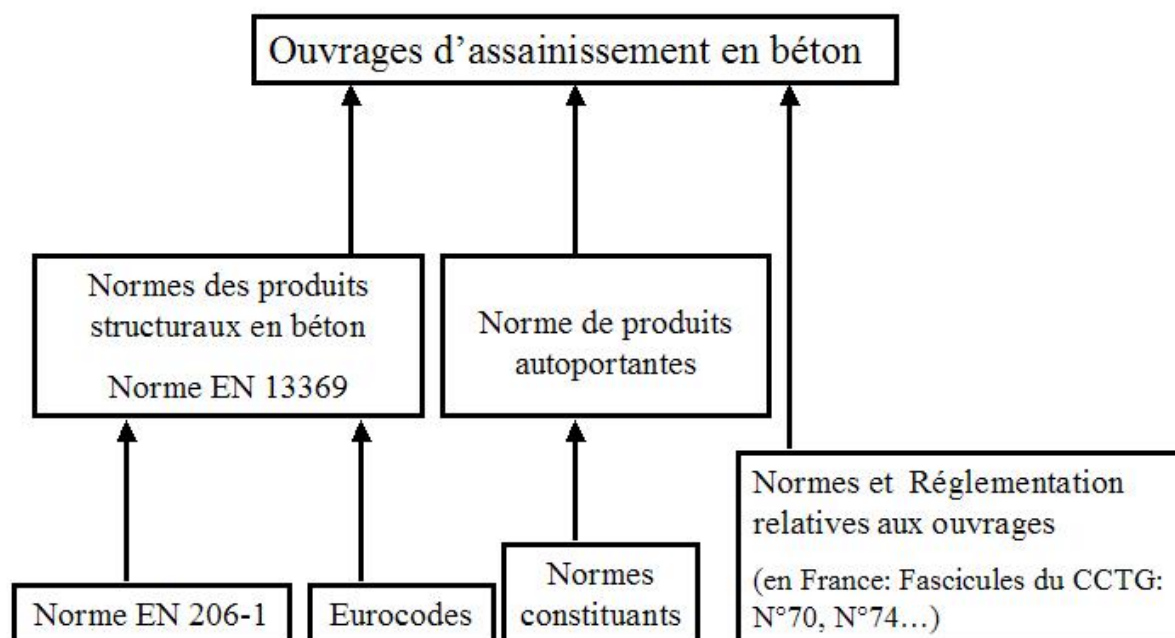 Ouvrages d’assainissement en béton
Normes des produits
structuraux en béton
Norme EN 13369
Norme de produits
autoportantes
Normes et Réglementation
relatives aux ouvrages
(en France: Fascicules du CCTG:
N°70, N°74…)
Norme EN 206-1
Eurocodes
Normes
constituants